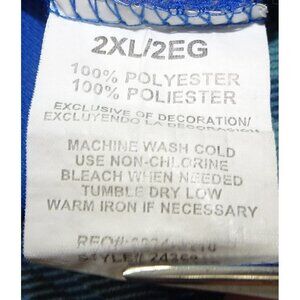 2XL/2EG
100% POLYESTER
100% POLIESTER
EXCLUSIVE OF DECORATION/
EXCLUYENDO LA DECORACION
MACHINE WASH COLD
USE NON-CHLORINE
BLEACH WHEN NEEDED
TUMBLE DRY LOW
WARM IRON IF NECESSARY
STYLE#